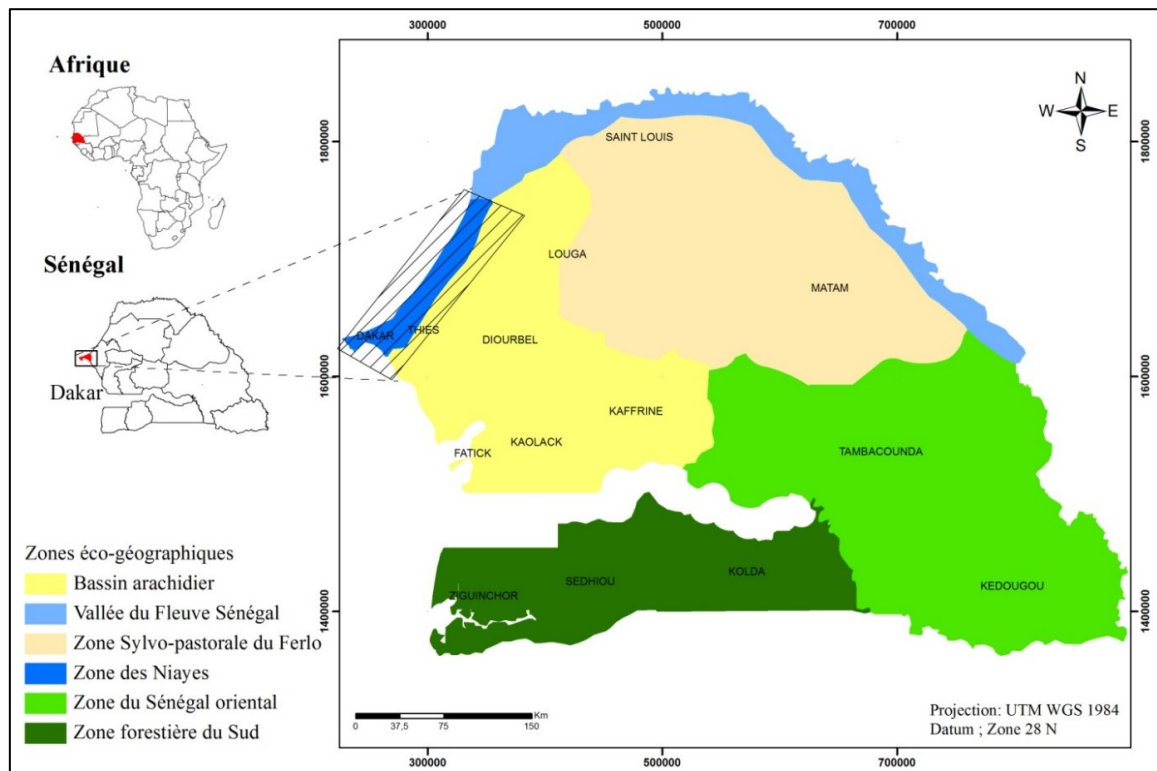 300000
500000
700000
Afrique
Sénégal
Dakar
N
W
E
S
1800000
1600000
1400000
1800000
1600000
1400000
SAINT LOUIS
LOUGA
MATAM
DAKAR
THIES
DIOURBEL
KAFFRINE
KAOLACK
FATICK
TAMBACOUNDA
KOLDA
SEDHIOU
ZIGUINCHOR
KEDOUGOU
Zones éco-géographiques
Bassin arachidier
Vallée du Fleuve Sénégal
Zone Sylvo-pastorale du Ferlo
Zone des Niayes
Zone du Sénégal oriental
Zone forestière du Sud
Km
0 37,5 75 150
Projection: UTM WGS 1984
Datum ; Zone 28 N
300000
500000
700000